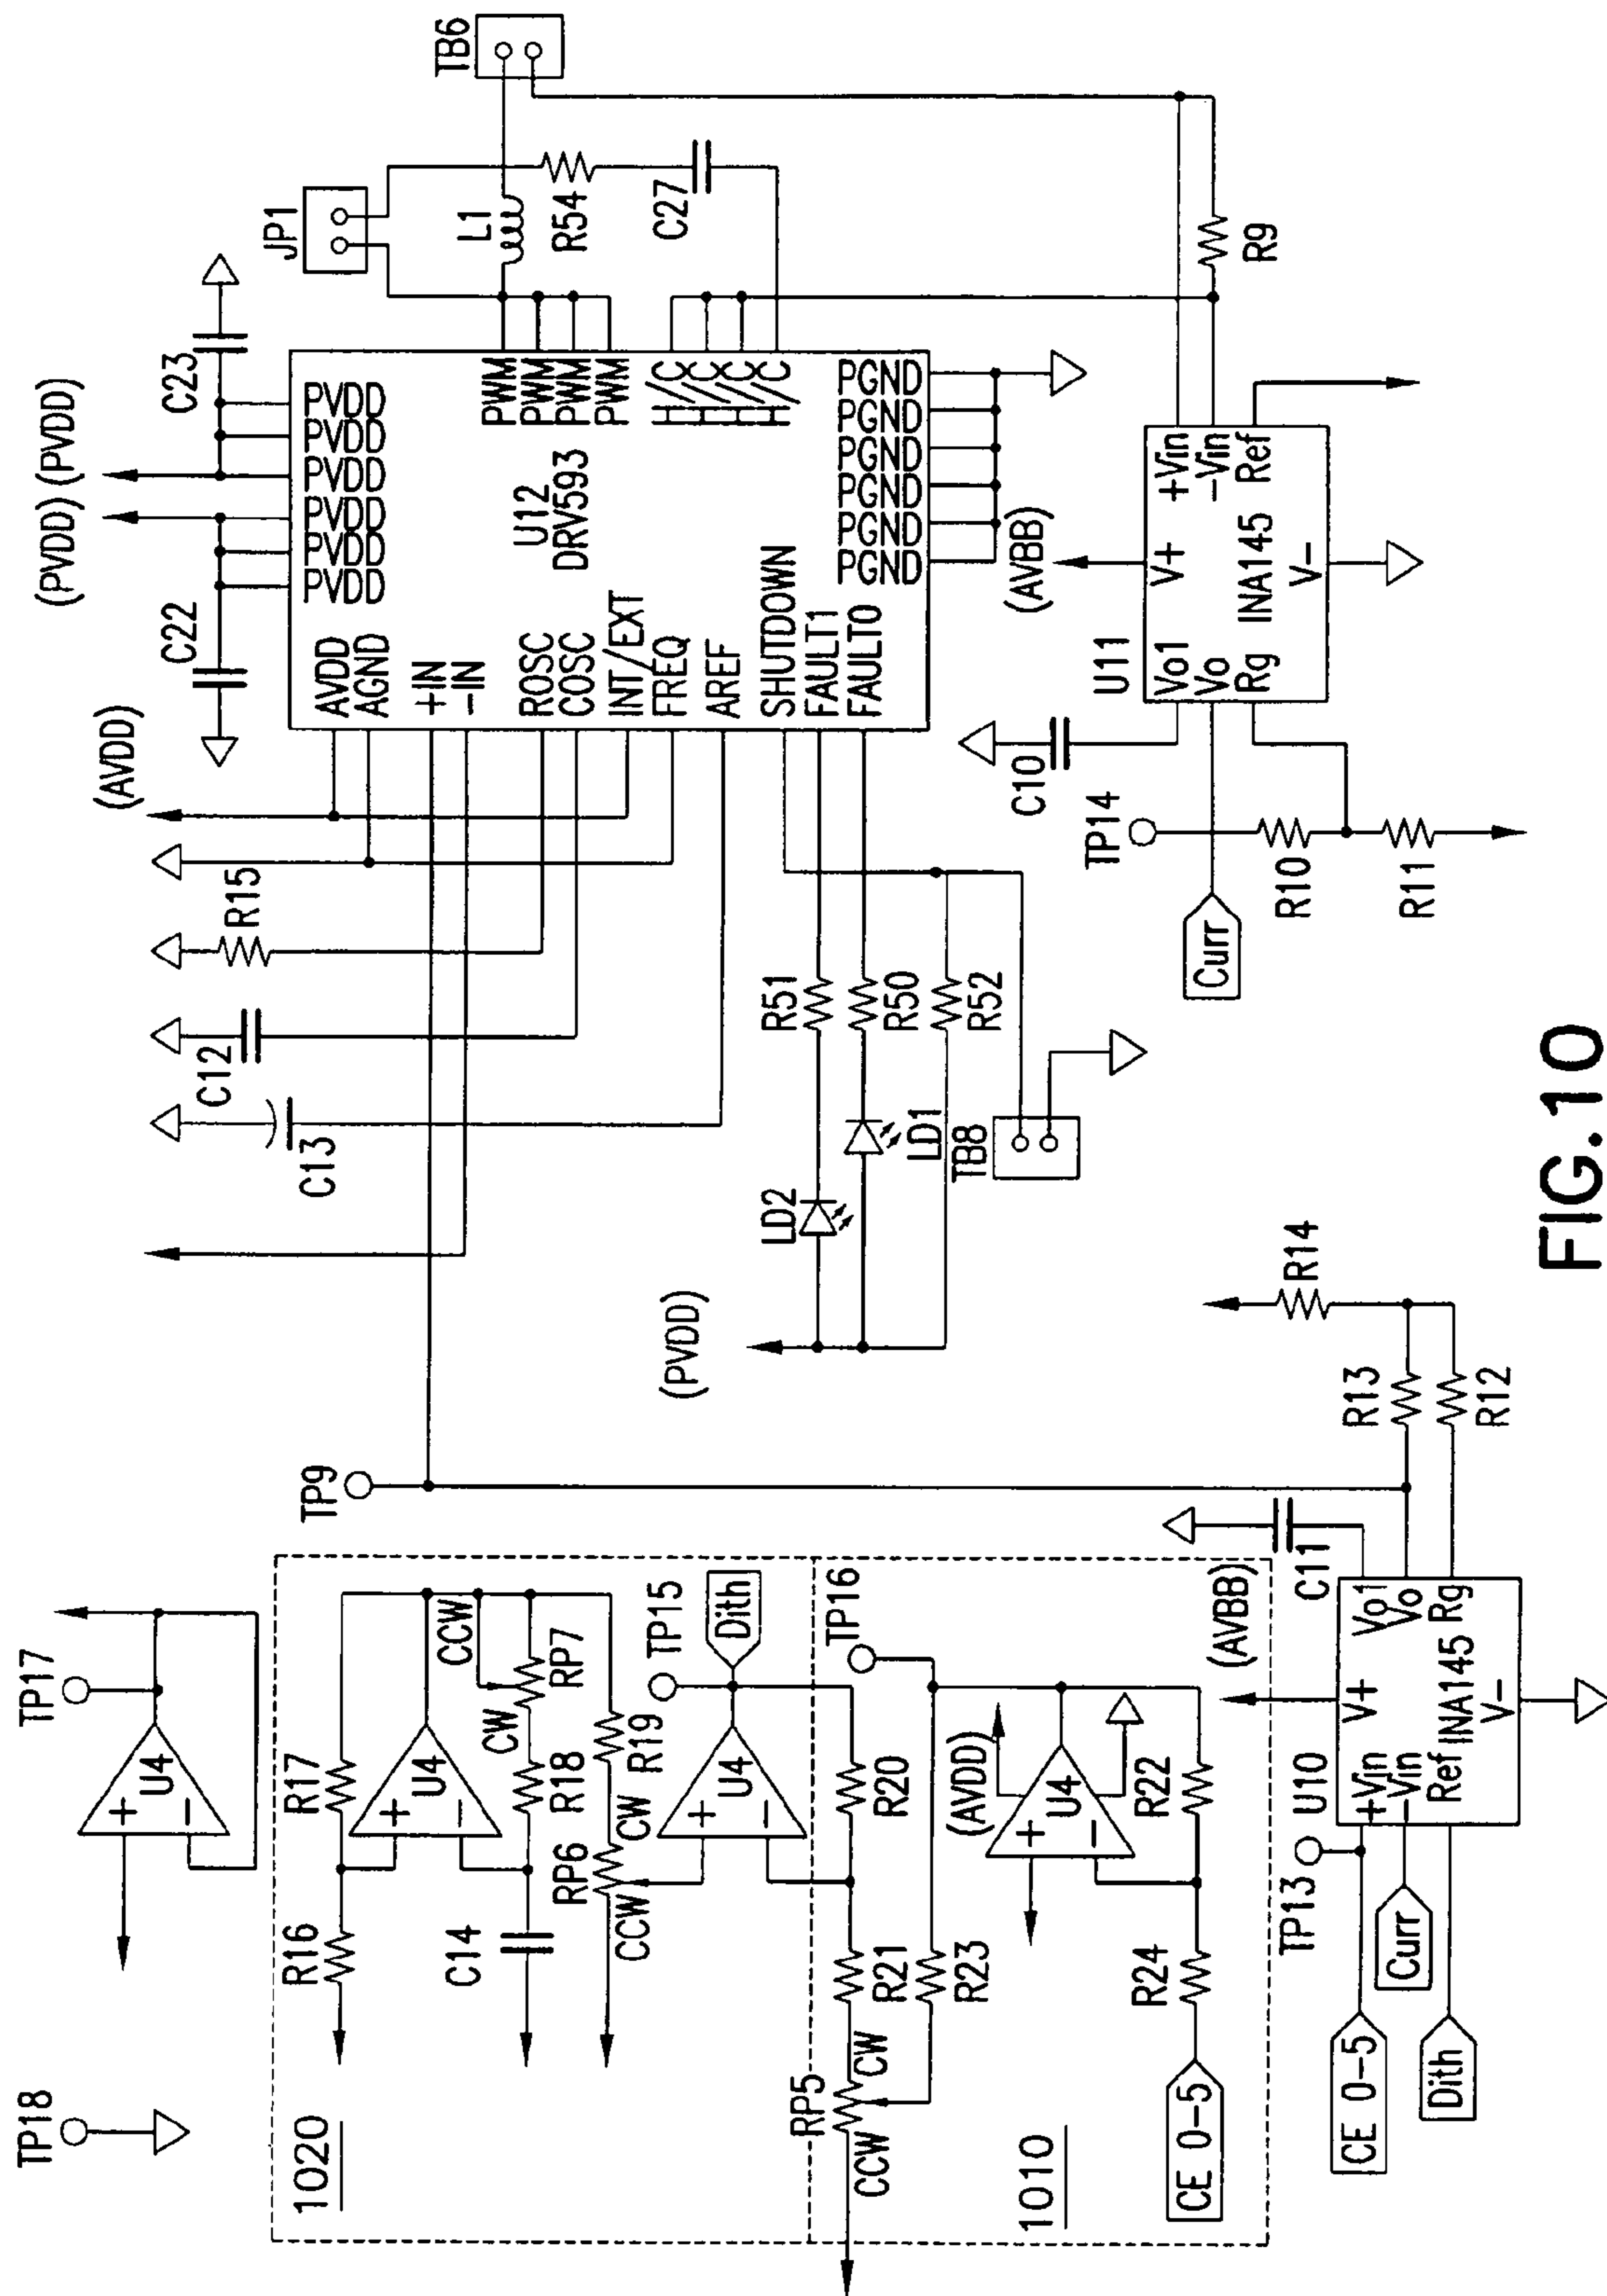 TP18
TP17
U4
+
−
1020
R16
R17
U4
+
−
CCW
RP7
CW
R18
C14
R19
RP6
CW
CCW
TP15
Dith
U4
+
−
R20
R21
RP5
CW
CCW
TP16
R23
(AVDD)
U4
+
−
R22
R24
1010
CE 0-5
TP9
TP13
U10
(AVBB)
C11
CE 0-5
Curr
Dith
+Vin
−Vin
Ref
V+
INA145
V−
Vo1
Vo
Rg
R13
R12
R14
(AVDD)
(PVDD)
(PVDD)
C22
C23
JP1
TB6
L1
R54
C27
R15
C12
C13
AVDD
AGND
+IN
−IN
ROSC
COSC
INT/EXT
FREQ
AREF
SHUTDOWN
FAULT1
FAULT0
PVDD
PVDD
PVDD
PVDD
PVDD
PVDD
U12
DRV593
PWM
PWM
PWM
PWM
H/C
H/C
H/C
H/C
PGND
PGND
PGND
PGND
PGND
PGND
(PVDD)
LD2
R51
LD1
R50
R52
TB8
R9
(AVBB)
U11
C10
TP14
Curr
R10
R11
Vo1
Vo
Rg
V+
INA145
V−
+Vin
−Vin
Ref
FIG.10